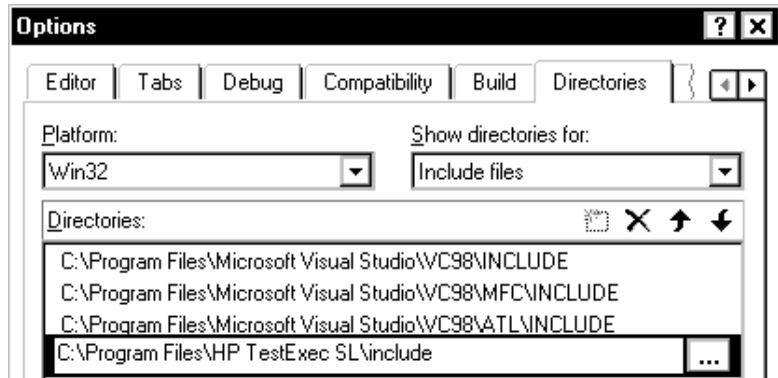 Options
Editor Tabs Debug Compatibility Build Directories
Platform: Show directories for:
Win32 Include files
Directories:
C:\Program Files\Microsoft Visual Studio\VC98\INCLUDE
C:\Program Files\Microsoft Visual Studio\VC98\MFC\INCLUDE
C:\Program Files\Microsoft Visual Studio\VC98\ATL\INCLUDE
C:\Program Files\HP TestExec SL\include ...